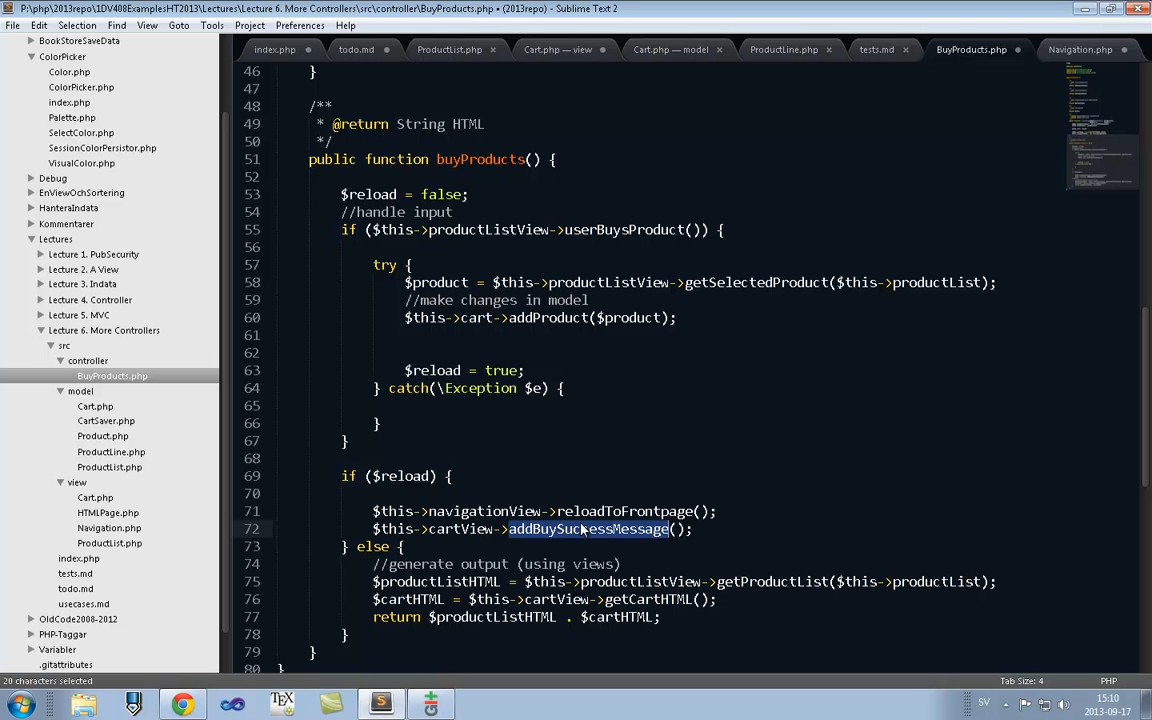 P:\php\2013repo\1DV408ExamplesHT2013\Lectures\Lecture 6. More Controllers\src\controller\BuyProducts.php • (2013repo) - Sublime Text 2
File Edit Selection Find View Goto Tools Project Preferences Help
BookStoreSaveData
ColorPicker
Color.php
ColorPicker.php
index.php
Palette.php
SelectColor.php
SessionColorPersistor.php
VisualColor.php
Debug
EnViewOchSortering
HanteraIndata
Kommentarer
Lectures
Lecture 1. PubSecurity
Lecture 2. A View
Lecture 3. Indata
Lecture 4. Controller
Lecture 5. MVC
Lecture 6. More Controllers
src
controller
BuyProducts.php
model
Cart.php
CartSaver.php
Product.php
ProductLine.php
ProductList.php
view
Cart.php
HTMLPage.php
Navigation.php
ProductList.php
index.php
tests.md
todo.md
usecases.md
OldCode2008-2012
PHP-Taggar
Variabler
.gitattributes
index.php todo.md ProductList.php Cart.php — view Cart.php — model ProductLine.php tests.md BuyProducts.php Navigation.php
46 }
47
48 /**
49 * @return String HTML
50 */
51 public function buyProducts() {
52
53 $reload = false;
54 //handle input
55 if ($this->productListView->userBuysProduct()) {
56
57 try {
58 $product = $this->productListView->getSelectedProduct($this->productList);
59 //make changes in model
60 $this->cart->addProduct($product);
61
62
63 $reload = true;
64 } catch(\Exception $e) {
65
66 }
67 }
68
69 if ($reload) {
70
71 $this->navigationView->reloadToFrontpage();
72 $this->cartView->addBuySuccessMessage();
73 } else {
74 //generate output (using views)
75 $productListHTML = $this->productListView->getProductList($this->productList);
76 $cartHTML = $this->cartView->getCartHTML();
77 return $productListHTML . $cartHTML;
78 }
79 }
80 }
20 characters selected
Tab Size: 4 PHP
SV
15:10
2013-09-17